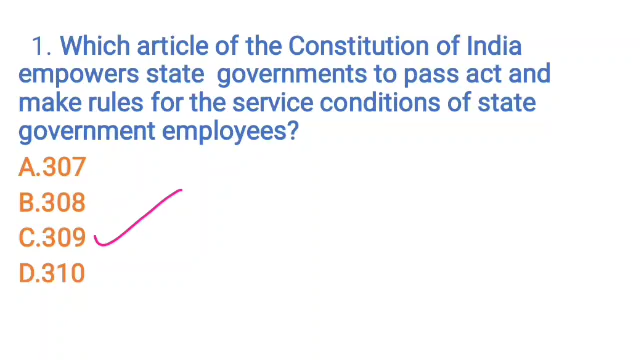 1. Which article of the Constitution of India
empowers state governments to pass act and
make rules for the service conditions of state
government employees?
A.307
B.308
C.309
D.310